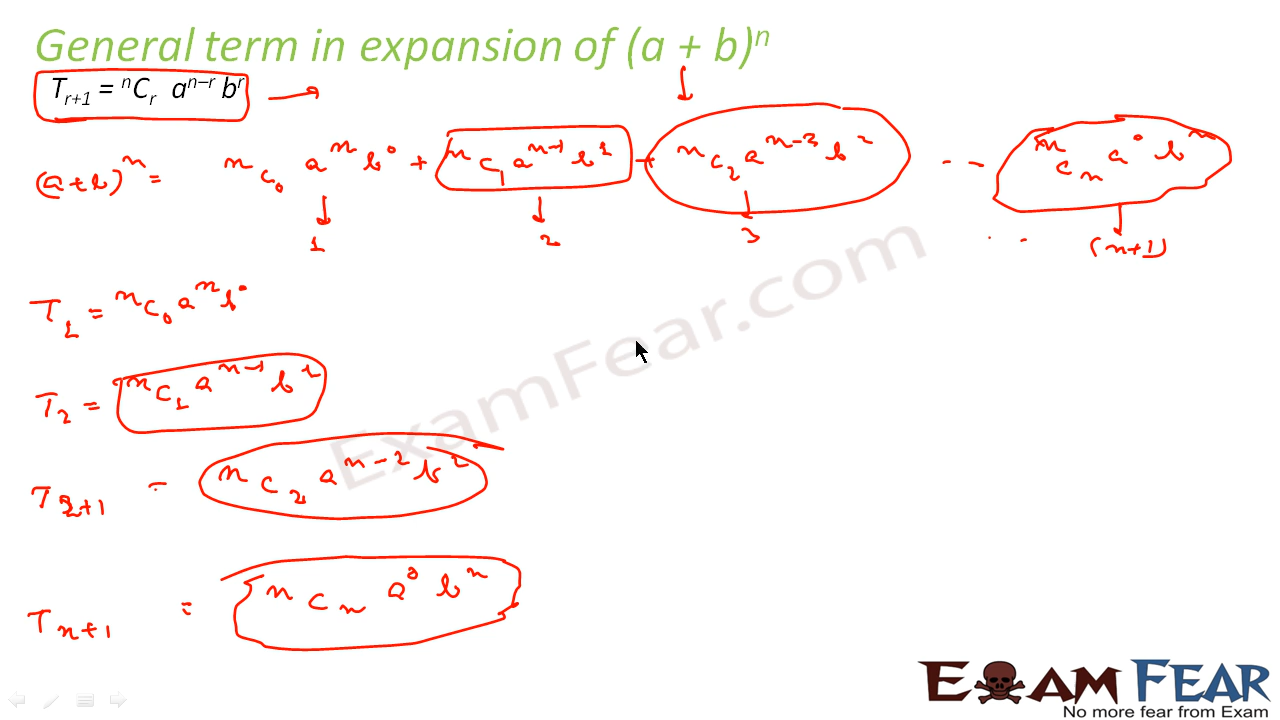 General term in expansion of (a + b)ⁿ
Tᵣ₊₁ = ⁿCᵣ aⁿ⁻ʳ bʳ
(a+b)ⁿ = ⁿC₀ aⁿ b⁰ + ⁿC₁ aⁿ⁻¹ b¹ + ⁿC₂ aⁿ⁻² b² - - ⁿCₙ a⁰ bⁿ
1 2 3 . . (n+1)
T₁ = ⁿC₀ aⁿ b⁰
T₂ = ⁿC₁ aⁿ⁻¹ b¹
T₂₊₁ = ⁿC₂ aⁿ⁻² b²
Tₙ₊₁ = ⁿCₙ a⁰ bⁿ
ExamFear.com
EXAM FEAR
No more fear from Exam